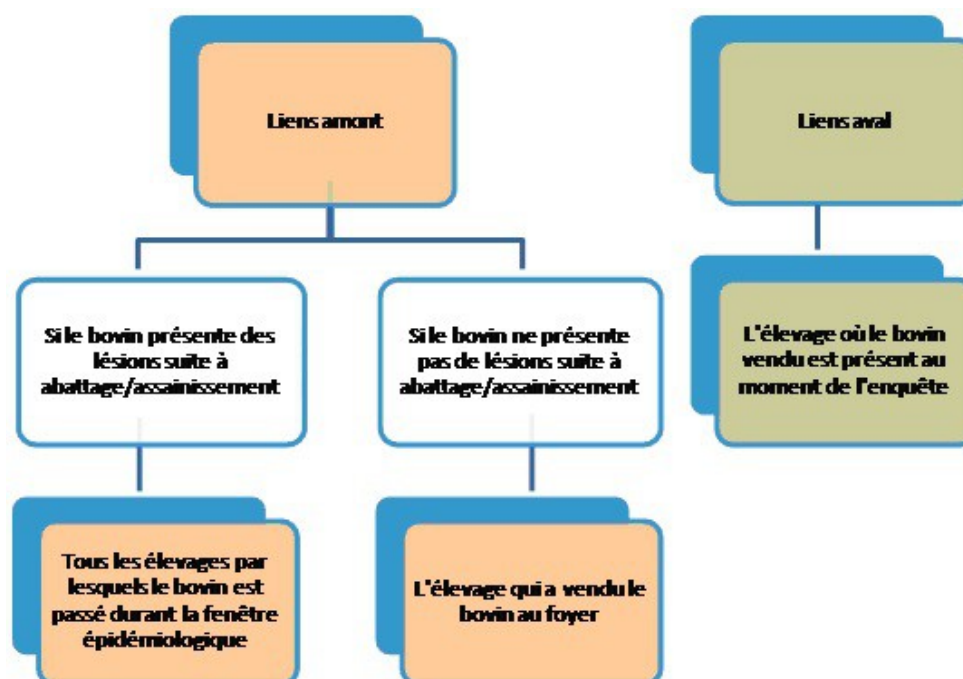 Liens amont
Liens aval
Si le bovin présente des
lésions suite à
abattage/assainissement
Si le bovin ne présente
pas de lésions suite à
abattage/assainissement
L'élevage où le bovin
vendu est présent au
moment de l'enquête
Tous les élevages par
lesquels le bovin est
passé durant la fenêtre
épidémiologique
L'élevage qui a vendu le
bovin au foyer